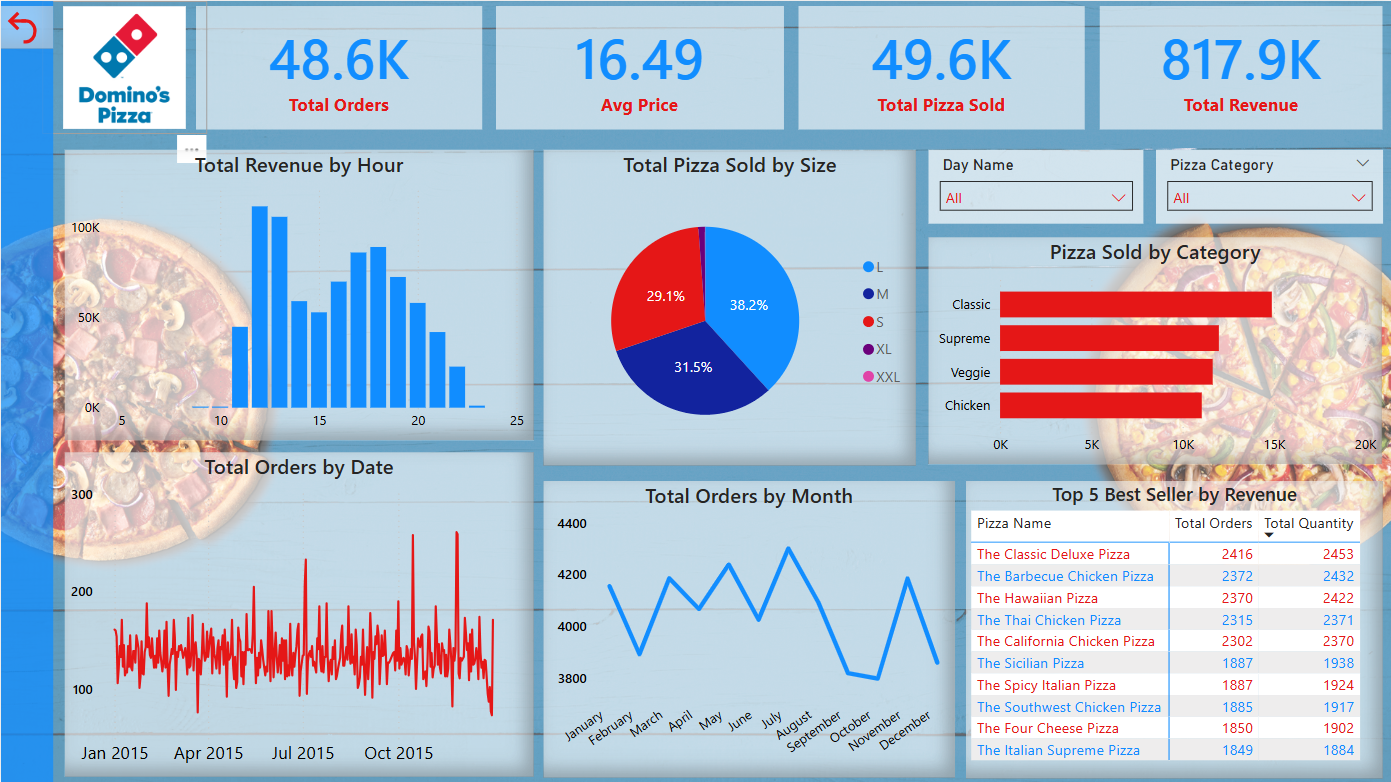 Domino's
Pizza
48.6K
Total Orders
16.49
Avg Price
49.6K
Total Pizza Sold
817.9K
Total Revenue
Total Revenue by Hour
100K
50K
0K
5 10 15 20 25
Total Pizza Sold by Size
38.2%
31.5%
29.1%
L
M
S
XL
XXL
Day Name
All
Pizza Category
All
Pizza Sold by Category
Classic
Supreme
Veggie
Chicken
0K 5K 10K 15K 20K
Total Orders by Date
300
200
100
Jan 2015 Apr 2015 Jul 2015 Oct 2015
Total Orders by Month
4400
4200
4000
3800
January February March April May June July August September October November December
Top 5 Best Seller by Revenue
Pizza Name Total Orders Total Quantity
The Classic Deluxe Pizza 2416 2453
The Barbecue Chicken Pizza 2372 2432
The Hawaiian Pizza 2370 2422
The Thai Chicken Pizza 2315 2371
The California Chicken Pizza 2302 2370
The Sicilian Pizza 1887 1938
The Spicy Italian Pizza 1887 1924
The Southwest Chicken Pizza 1885 1917
The Four Cheese Pizza 1850 1902
The Italian Supreme Pizza 1849 1884